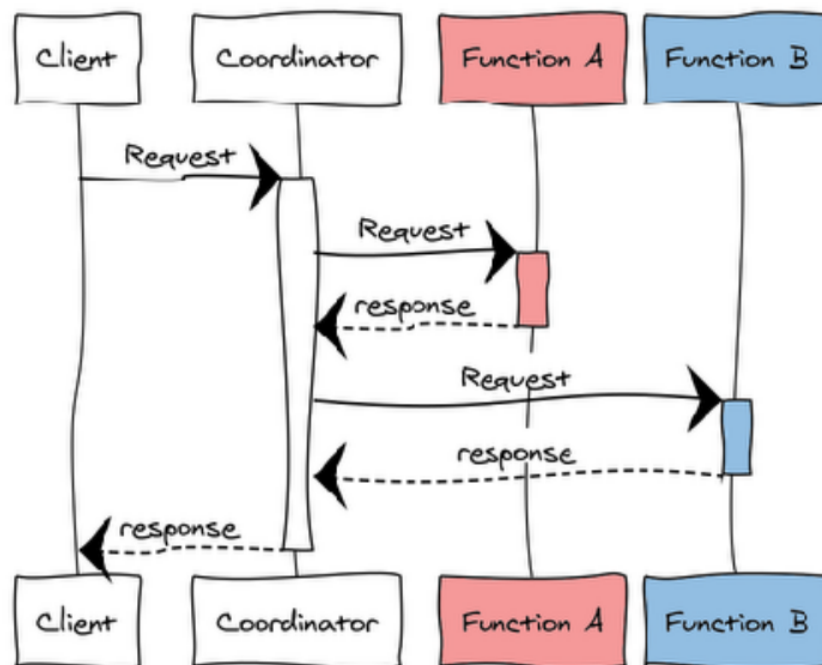 Client
Coordinator
Function A
Function B
Request
Request
response
Request
response
response
Client
Coordinator
Function A
Function B